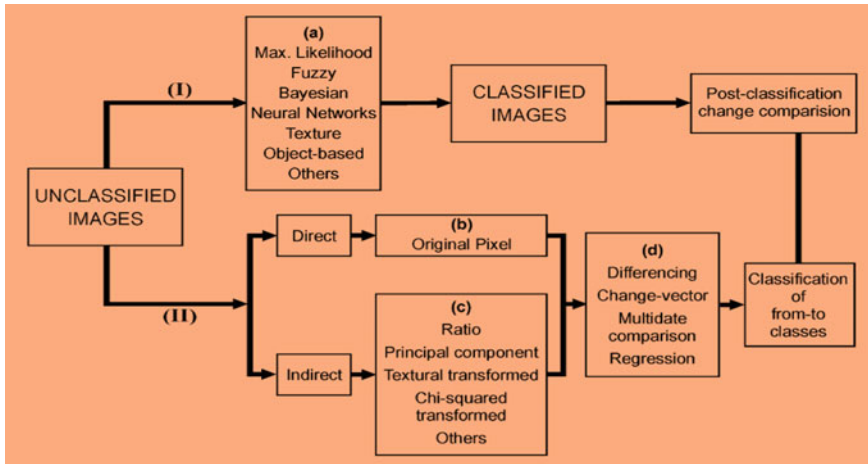 (a)
Max. Likelihood
Fuzzy
Bayesian
Neural Networks
Texture
Object-based
Others
(I)
CLASSIFIED
IMAGES
Post-classification
change comparision
UNCLASSIFIED
IMAGES
(II)
Direct
(b)
Original Pixel
Indirect
(c)
Ratio
Principal component
Textural transformed
Chi-squared
transformed
Others
(d)
Differencing
Change-vector
Multidate
comparison
Regression
Classification
of
from-to
classes